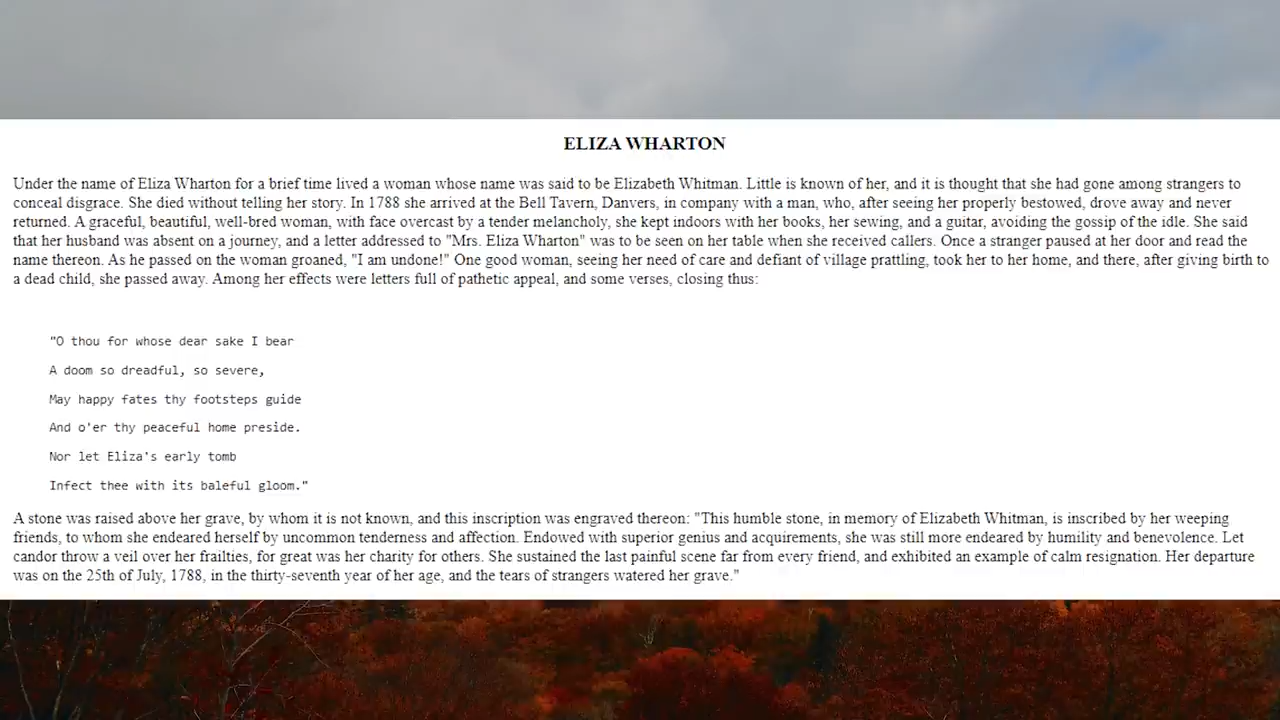 ELIZA WHARTON
Under the name of Eliza Wharton for a brief time lived a woman whose name was said to be Elizabeth Whitman. Little is known of her, and it is thought that she had gone among strangers to
conceal disgrace. She died without telling her story. In 1788 she arrived at the Bell Tavern, Danvers, in company with a man, who, after seeing her properly bestowed, drove away and never
returned. A graceful, beautiful, well-bred woman, with face overcast by a tender melancholy, she kept indoors with her books, her sewing, and a guitar, avoiding the gossip of the idle. She said
that her husband was absent on a journey, and a letter addressed to "Mrs. Eliza Wharton" was to be seen on her table when she received callers. Once a stranger paused at her door and read the
name thereon. As he passed on the woman groaned, "I am undone!" One good woman, seeing her need of care and defiant of village prattling, took her to her home, and there, after giving birth to
a dead child, she passed away. Among her effects were letters full of pathetic appeal, and some verses, closing thus:
"O thou for whose dear sake I bear
A doom so dreadful, so severe,
May happy fates thy footsteps guide
And o'er thy peaceful home preside.
Nor let Eliza's early tomb
Infect thee with its baleful gloom."
A stone was raised above her grave, by whom it is not known, and this inscription was engraved thereon: "This humble stone, in memory of Elizabeth Whitman, is inscribed by her weeping
friends, to whom she endeared herself by uncommon tenderness and affection. Endowed with superior genius and acquirements, she was still more endeared by humility and benevolence. Let
candor throw a veil over her frailties, for great was her charity for others. She sustained the last painful scene far from every friend, and exhibited an example of calm resignation. Her departure
was on the 25th of July, 1788, in the thirty-seventh year of her age, and the tears of strangers watered her grave."